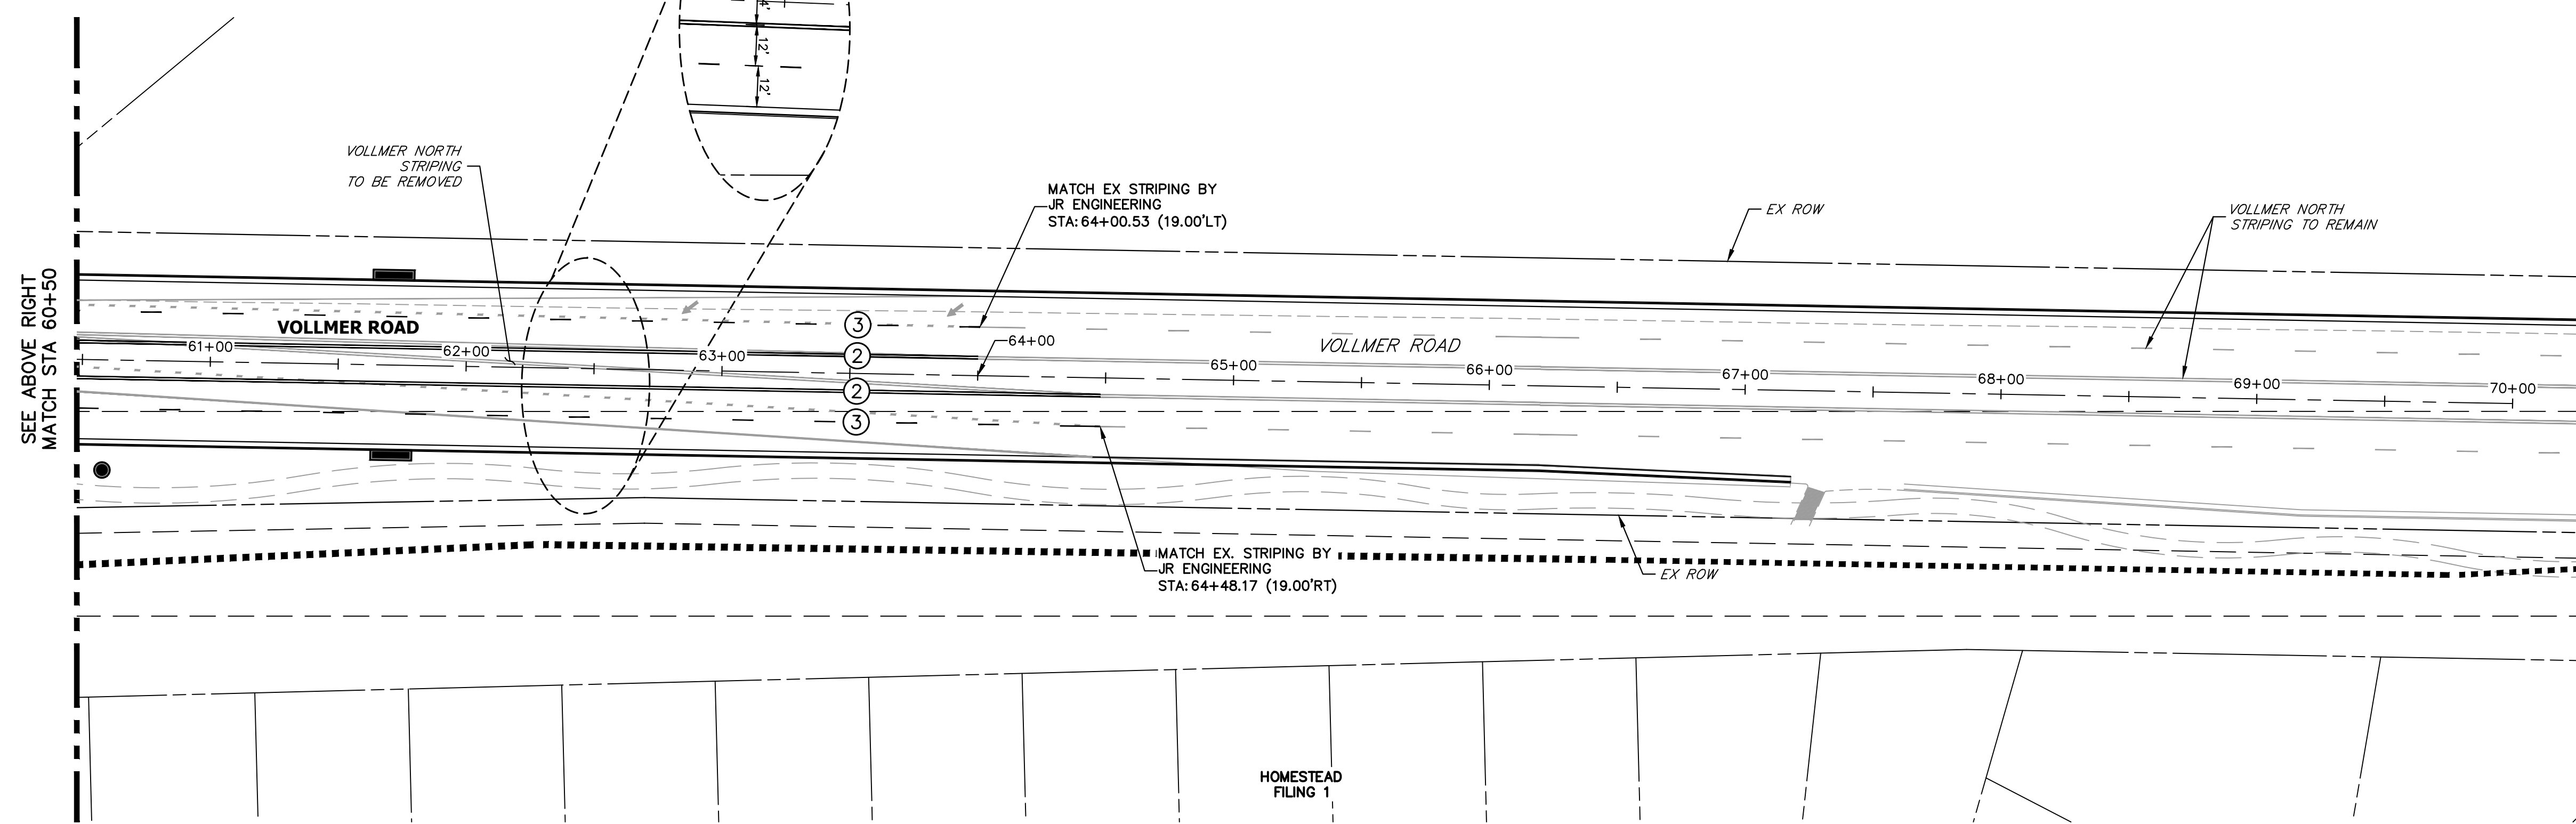 4'
12'
12'
VOLLMER NORTH
STRIPING
TO BE REMOVED
MATCH EX STRIPING BY
JR ENGINEERING
STA: 64+00.53 (19.00'LT)
EX ROW
VOLLMER NORTH
STRIPING TO REMAIN
SEE ABOVE RIGHT
MATCH STA 60+50
VOLLMER ROAD
3
2
2
3
61+00
62+00
63+00
64+00
VOLLMER ROAD
65+00
66+00
67+00
68+00
69+00
70+00
MATCH EX. STRIPING BY
JR ENGINEERING
STA: 64+48.17 (19.00'RT)
EX ROW
HOMESTEAD
FILING 1